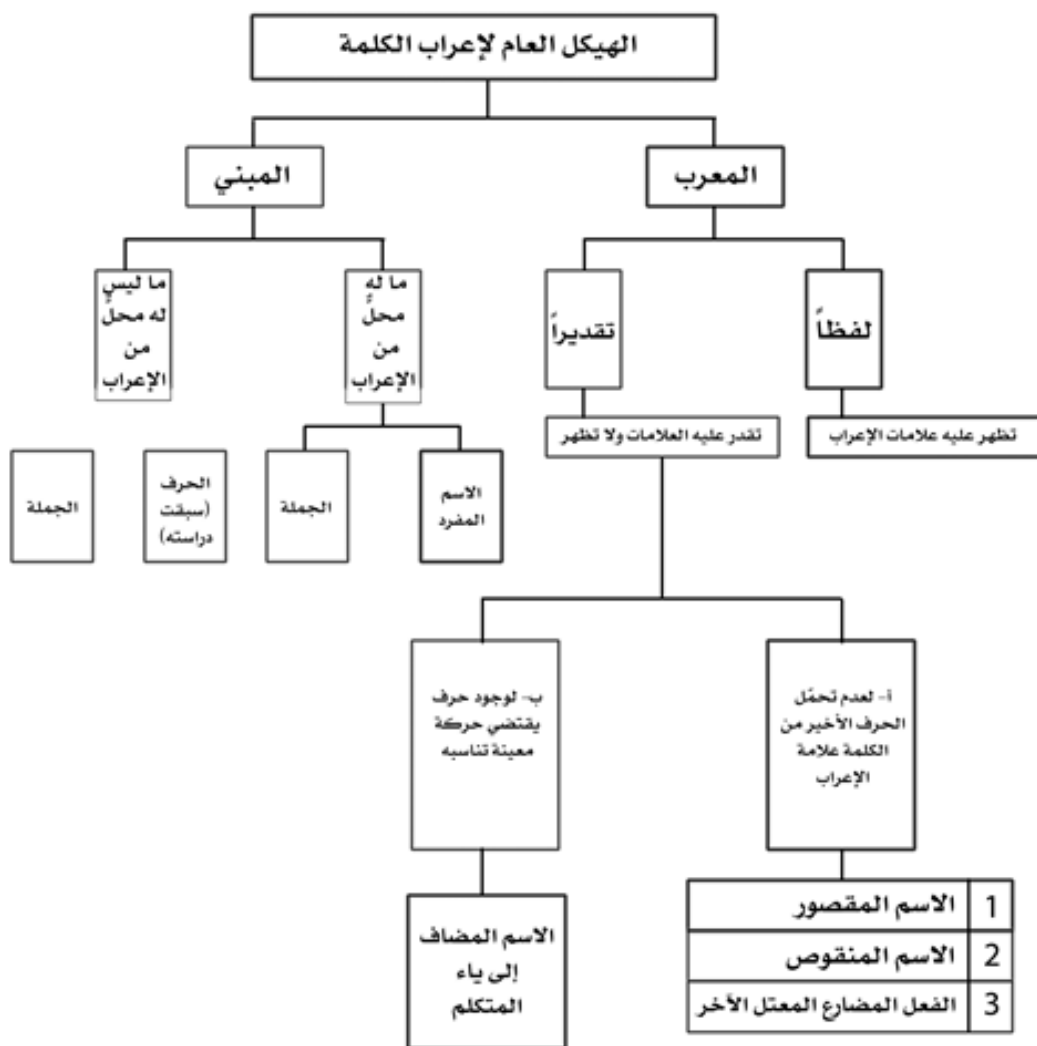 الهيكل العام لإعراب الكلمة
المعرب
المبني
لفظاً
تقديراً
ما له
محلٌّ
من
الإعراب
ما ليس
له محلٌّ
من
الإعراب
تظهر عليه علامات الإعراب
تقدر عليه العلامات ولا تظهر
الاسم
المفرد
الجملة
الحرف
(سبقت
دراسته)
الجملة
أ- لعدم تحمّل
الحرف الأخير من
الكلمة علامة
الإعراب
ب- لوجود حرف
يقتضي حركة
معينة تناسبه
1 الاسم المقصور
2 الاسم المنقوص
3 الفعل المضارع المعتل الآخر
الاسم المضاف
إلى ياء
المتكلم